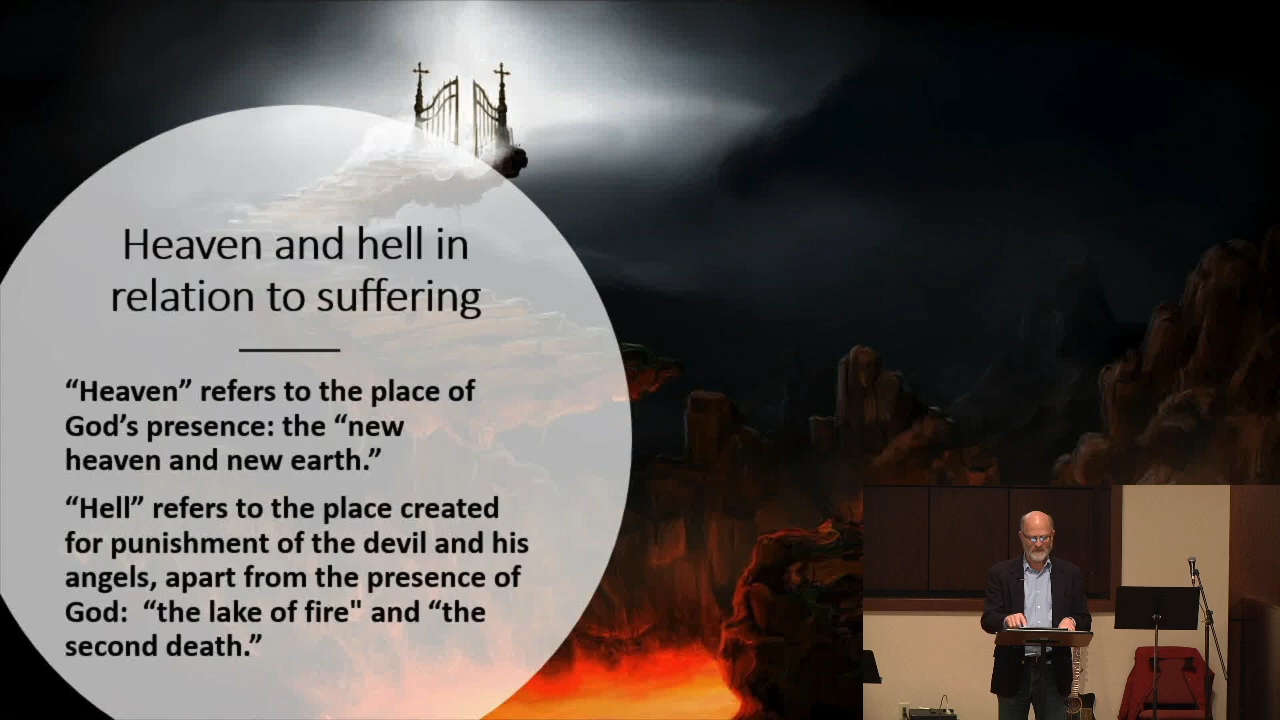 Heaven and hell in
relation to suffering
“Heaven” refers to the place of
God’s presence: the “new
heaven and new earth.”
“Hell” refers to the place created
for punishment of the devil and his
angels, apart from the presence of
God:  “the lake of fire" and “the
second death.”